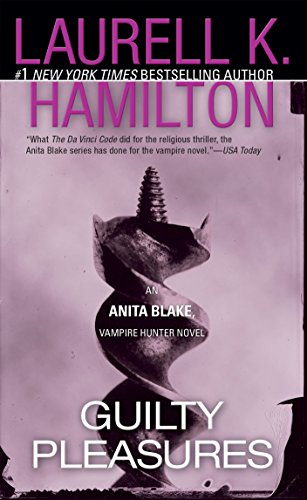 LAURELL K.
#1 NEW YORK TIMES BESTSELLING AUTHOR
HAMILTON
"What The Da Vinci Code did for the religious thriller, the
Anita Blake series has done for the vampire novel."—USA Today
AN
ANITA BLAKE,
VAMPIRE HUNTER NOVEL
GUILTY
PLEASURES